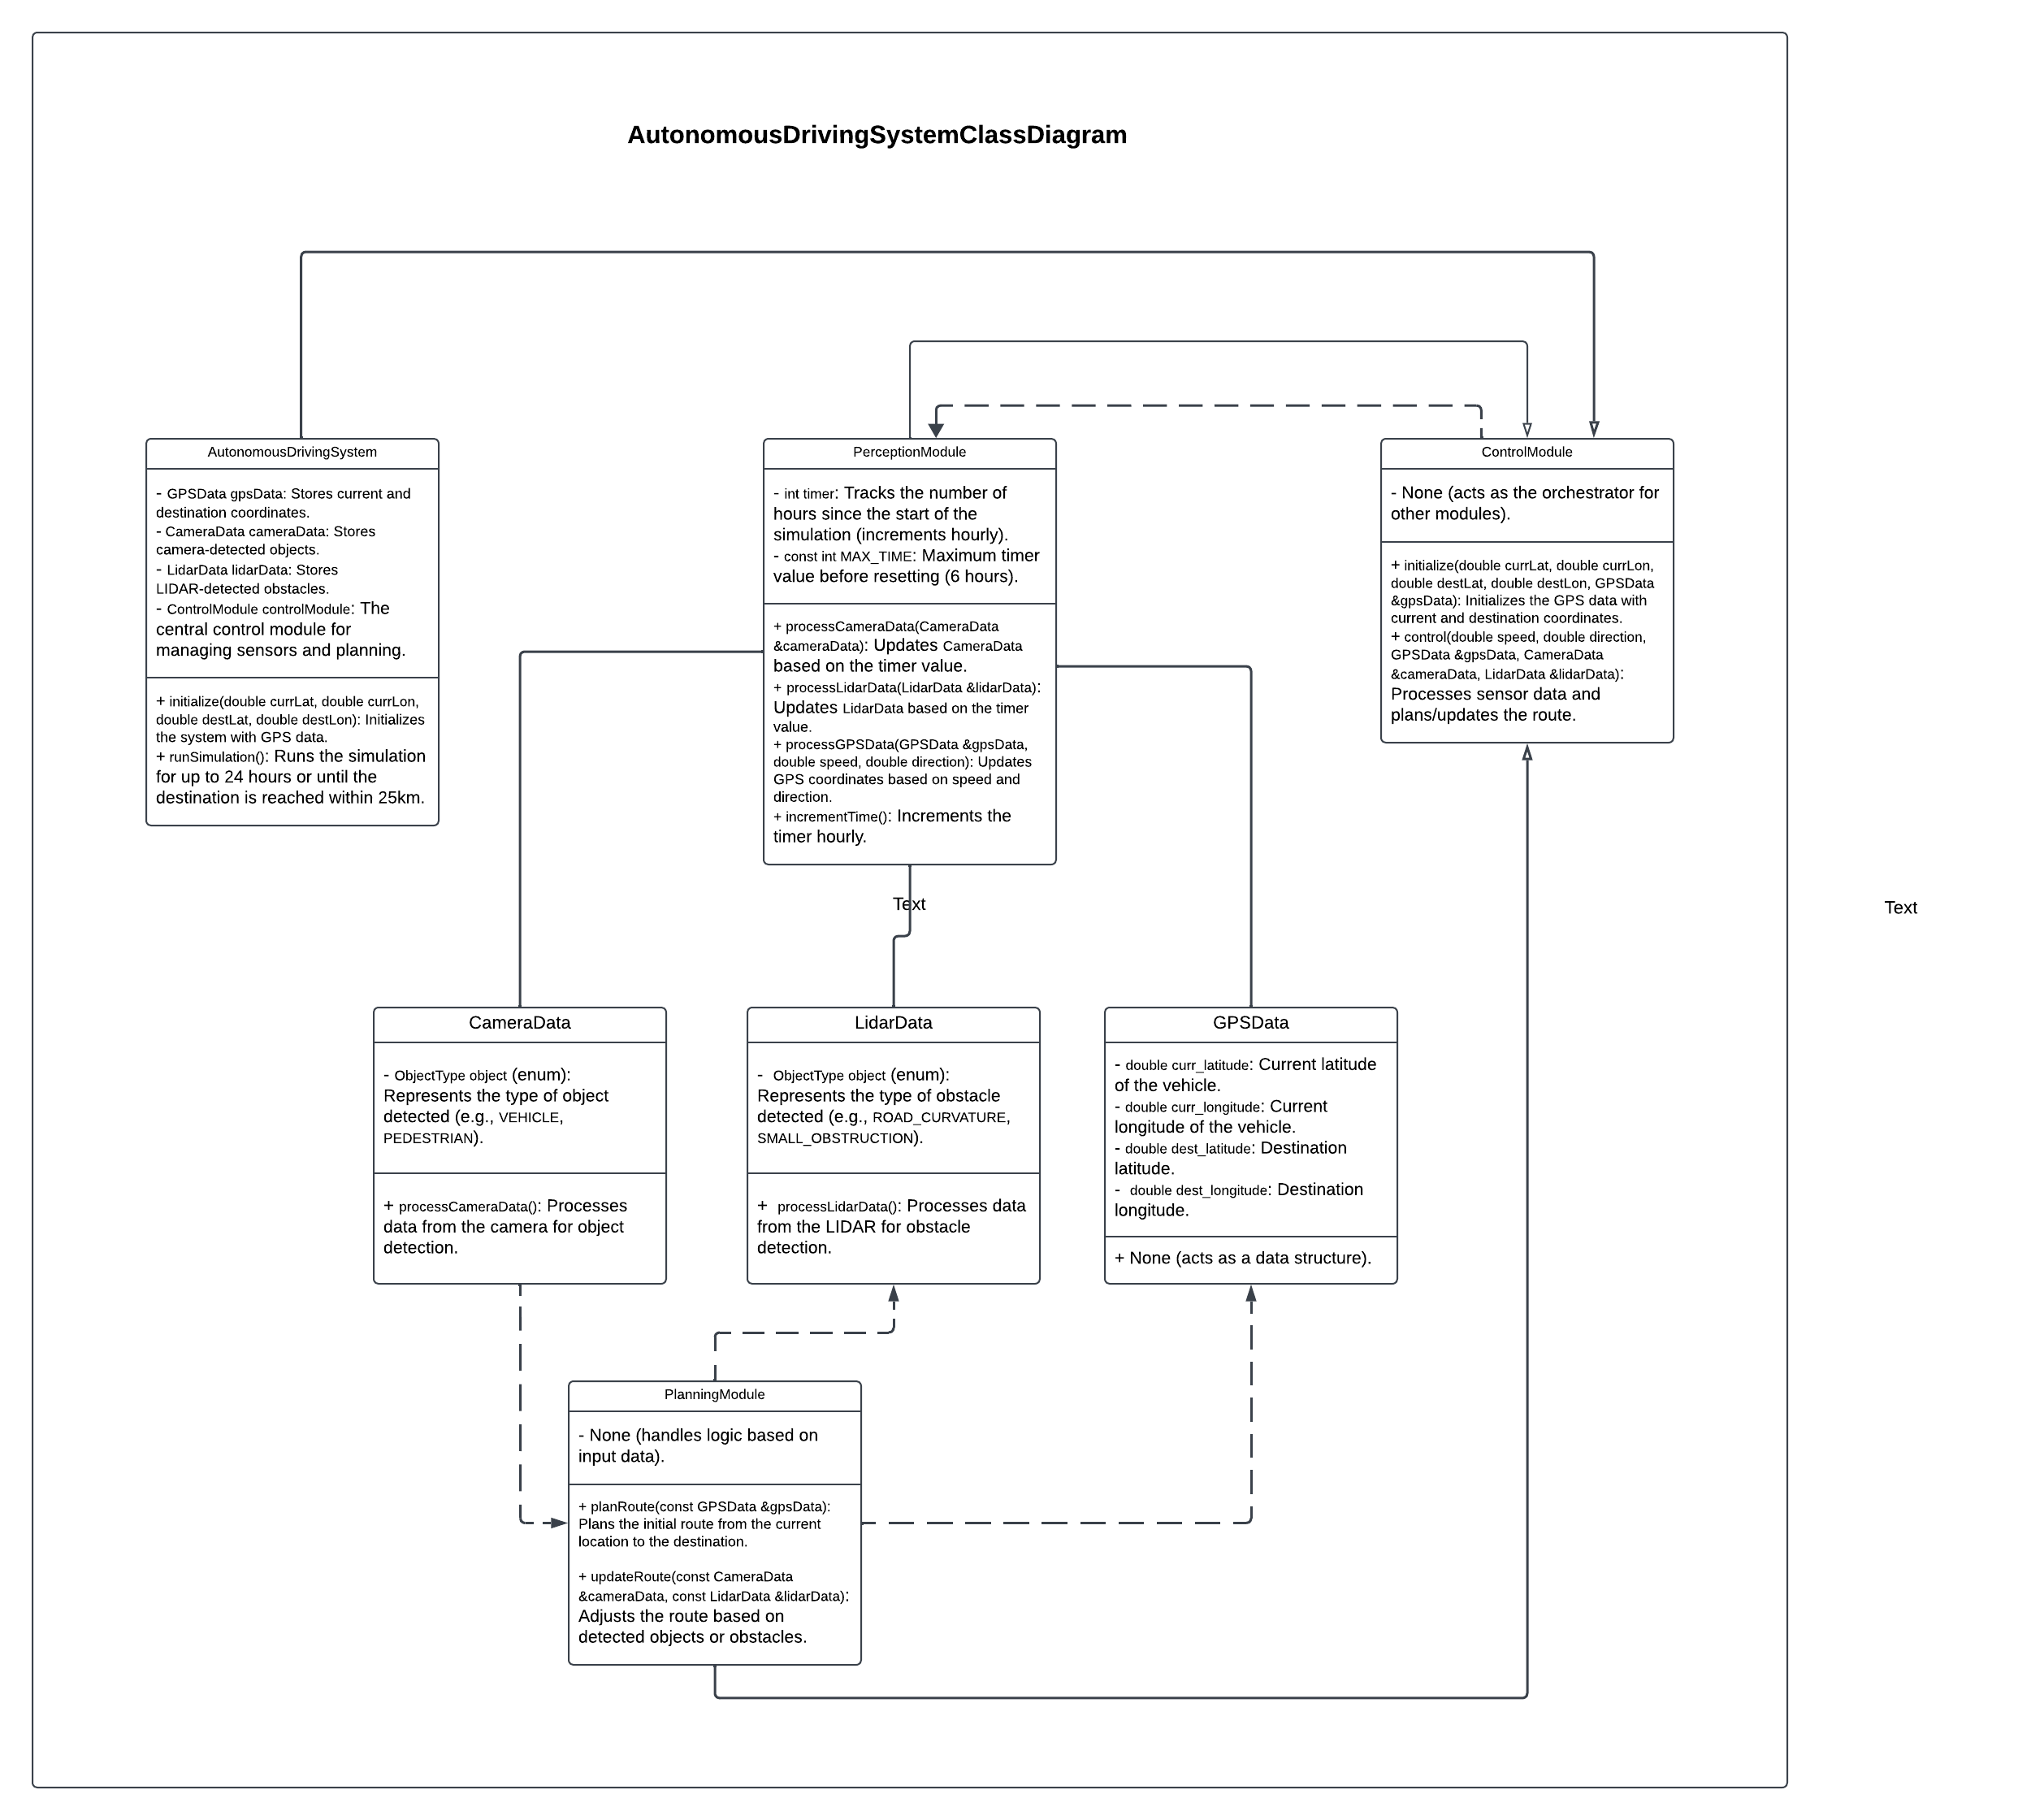 AutonomousDrivingSystemClassDiagram
AutonomousDrivingSystem
- GPSData gpsData: Stores current and
destination coordinates.
- CameraData cameraData: Stores
camera-detected objects.
- LidarData lidarData: Stores
LIDAR-detected obstacles.
- ControlModule controlModule: The
central control module for
managing sensors and planning.
+ initialize(double currLat, double currLon,
double destLat, double destLon): Initializes
the system with GPS data.
+ runSimulation(): Runs the simulation
for up to 24 hours or until the
destination is reached within 25km.
PerceptionModule
- int timer: Tracks the number of
hours since the start of the
simulation (increments hourly).
- const int MAX_TIME: Maximum timer
value before resetting (6 hours).
+ processCameraData(CameraData
&cameraData): Updates CameraData
based on the timer value.
+ processLidarData(LidarData &lidarData):
Updates LidarData based on the timer
value.
+ processGPSData(GPSData &gpsData,
double speed, double direction): Updates
GPS coordinates based on speed and
direction.
+ incrementTime(): Increments the
timer hourly.
ControlModule
- None (acts as the orchestrator for
other modules).
+ initialize(double currLat, double currLon,
double destLat, double destLon, GPSData
&gpsData): Initializes the GPS data with
current and destination coordinates.
+ control(double speed, double direction,
GPSData &gpsData, CameraData
&cameraData, LidarData &lidarData):
Processes sensor data and
plans/updates the route.
Text
Text
CameraData
- ObjectType object (enum):
Represents the type of object
detected (e.g., VEHICLE,
PEDESTRIAN).
+ processCameraData(): Processes
data from the camera for object
detection.
LidarData
- ObjectType object (enum):
Represents the type of obstacle
detected (e.g., ROAD_CURVATURE,
SMALL_OBSTRUCTION).
+ processLidarData(): Processes data
from the LIDAR for obstacle
detection.
GPSData
- double curr_latitude: Current latitude
of the vehicle.
- double curr_longitude: Current
longitude of the vehicle.
- double dest_latitude: Destination
latitude.
- double dest_longitude: Destination
longitude.
+ None (acts as a data structure).
PlanningModule
- None (handles logic based on
input data).
+ planRoute(const GPSData &gpsData):
Plans the initial route from the current
location to the destination.
+ updateRoute(const CameraData
&cameraData, const LidarData &lidarData):
Adjusts the route based on
detected objects or obstacles.